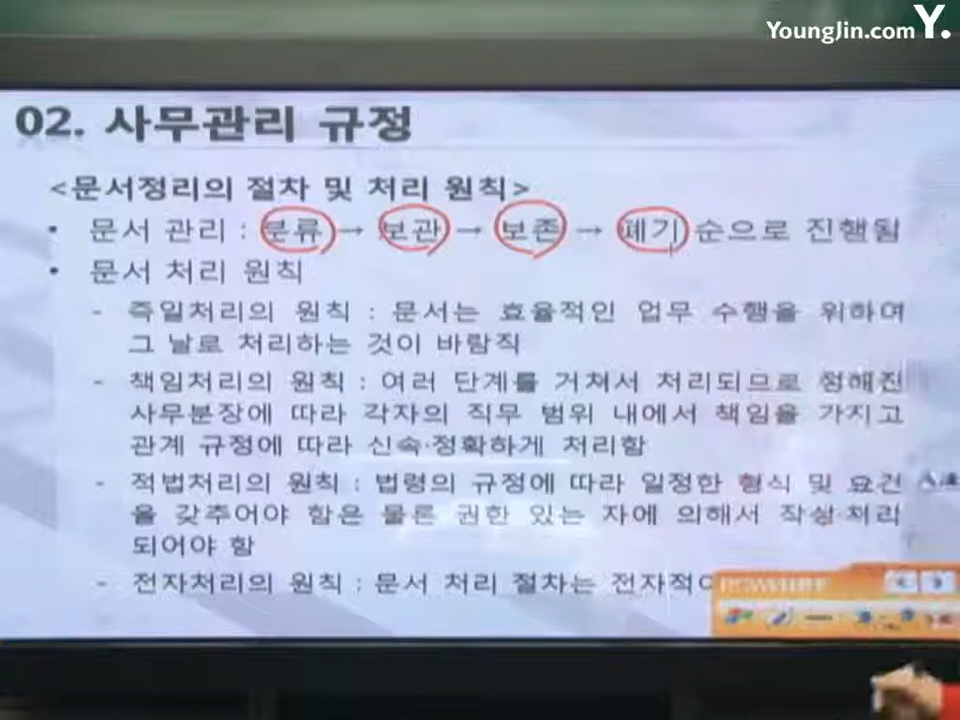 YoungJin.com Y.
02. 사무관리 규정
<문서정리의 절차 및 처리 원칙>
• 문서 관리 : 분류 → 보관 → 보존 → 폐기 순으로 진행됨
• 문서 처리 원칙
- 즉일처리의 원칙 : 문서는 효율적인 업무 수행을 위하여
그 날로 처리하는 것이 바람직
- 책임처리의 원칙 : 여러 단계를 거쳐서 처리되므로 정해진
사무분장에 따라 각자의 직무 범위 내에서 책임을 가지고
관계 규정에 따라 신속·정확하게 처리함
- 적법처리의 원칙 : 법령의 규정에 따라 일정한 형식 및 요건
을 갖추어야 함은 물론 권한 있는 자에 의해서 작성·처리
되어야 함
- 전자처리의 원칙 : 문서 처리 절차는 전자적